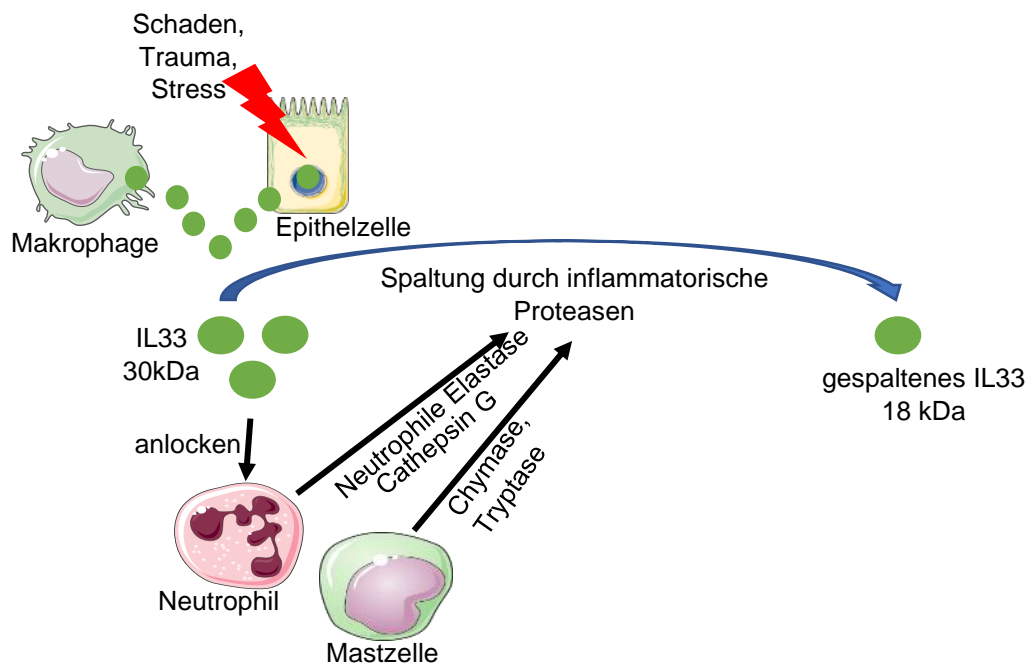 Schaden,
Trauma,
Stress
Makrophage
Epithelzelle
Spaltung durch inflammatorische
Proteasen
IL33
30kDa
gespaltenes IL33
18 kDa
anlocken
Neutrophile Elastase
Cathepsin G
Chymase,
Tryptase
Neutrophil
Mastzelle